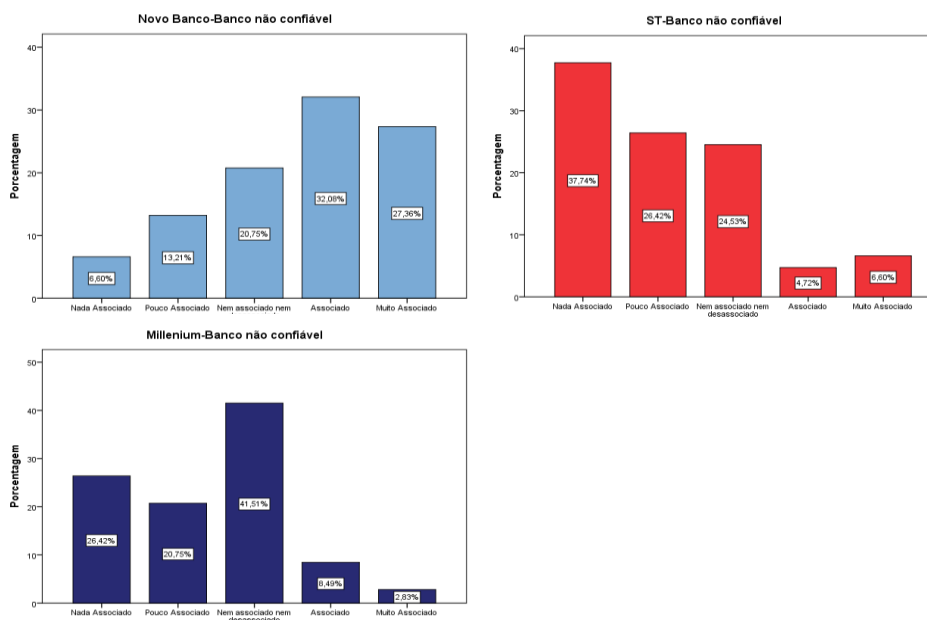 Novo Banco-Banco não confiável
Porcentagem
40
30
20
10
0
6,60%
13,21%
20,75%
32,08%
27,36%
Nada Associado
Pouco Associado
Nem associado nem
Associado
Muito Associado
ST-Banco não confiável
Porcentagem
40
30
20
10
0
37,74%
26,42%
24,53%
4,72%
6,60%
Nada Associado
Pouco Associado
Nem associado nem
desassociado
Associado
Muito Associado
Millenium-Banco não confiável
Porcentagem
50
40
30
20
10
0
26,42%
20,75%
41,51%
8,49%
2,83%
Nada Associado
Pouco Associado
Nem associado nem
Associado
Muito Associado